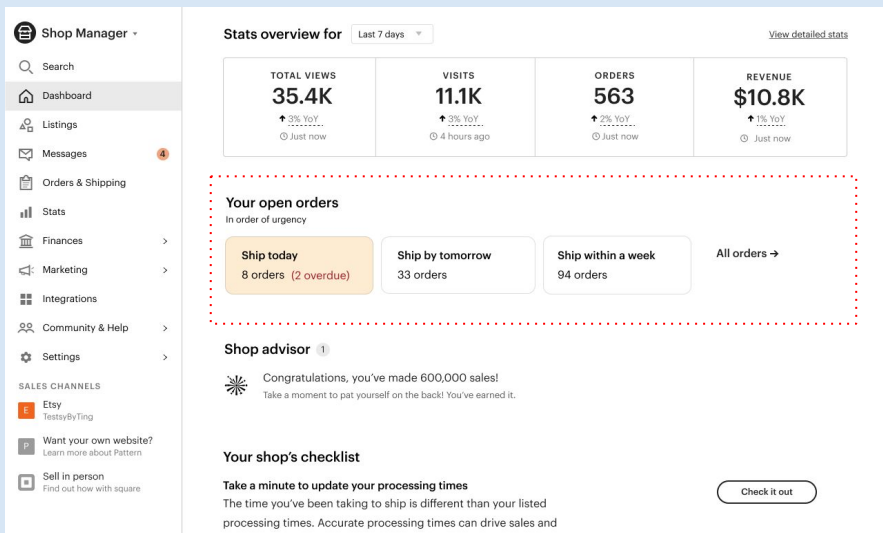 Shop Manager
Search
Dashboard
Listings
Messages 4
Orders & Shipping
Stats
Finances
Marketing
Integrations
Community & Help
Settings
SALES CHANNELS
E Etsy
TestsyByTing
P Want your own website?
Learn more about Pattern
Sell in person
Find out how with square
Stats overview for Last 7 days View detailed stats
TOTAL VIEWS VISITS ORDERS REVENUE
35.4K 11.1K 563 $10.8K
3% YoY 3% YoY 2% YoY 1% YoY
Just now 4 hours ago Just now Just now
Your open orders
In order of urgency
Ship today Ship by tomorrow Ship within a week All orders →
8 orders (2 overdue) 33 orders 94 orders
Shop advisor 1
Congratulations, you've made 600,000 sales!
Take a moment to pat yourself on the back! You've earned it.
Your shop's checklist
Take a minute to update your processing times
The time you've been taking to ship is different than your listed
processing times. Accurate processing times can drive sales and
Check it out